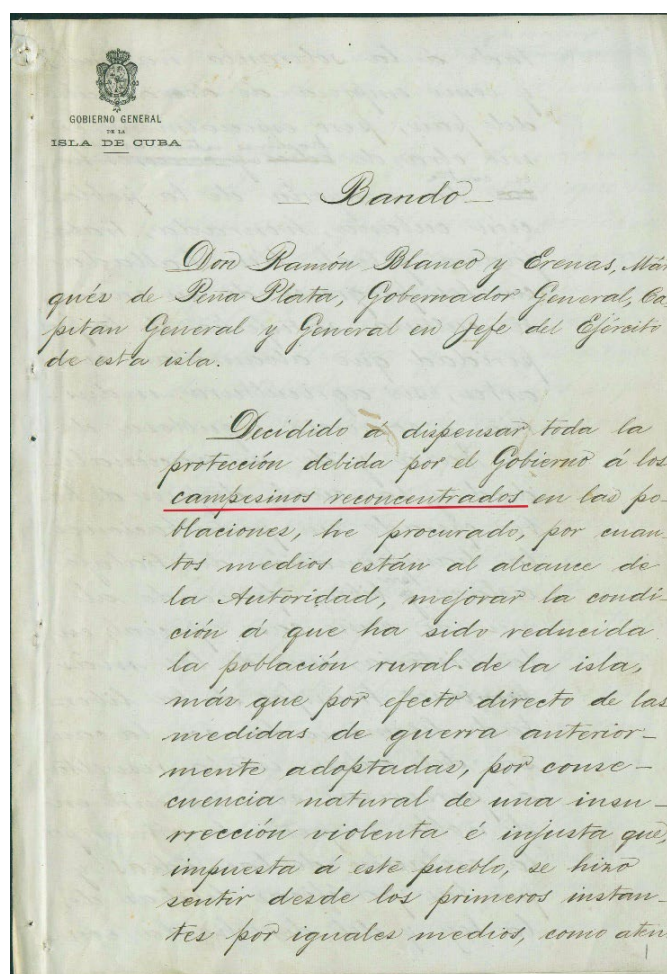 GOBIERNO GENERAL
DE LA
ISLA DE CUBA
Bando
Don Ramón Blanco y Erenas, Mar
qués de Peña Plata, Gobernador General, Ca
pitán General y General en Jefe del Ejército
de esta isla.
Decidido á dispensar toda la
protección debida por el Gobierno á los
campesinos reconcentrados en las po-
blaciones, he procurado, por cuan-
tos medios están al alcance de
la Autoridad, mejorar la condi-
ción á que ha sido reducida
la población rural de la isla,
más que por efecto directo de las
medidas de guerra anterior-
mente adoptadas, por conse-
cuencia natural de una insu-
rrección violenta é injusta que,
impuesta á este pueblo, se hizo
sentir desde los primeros instan-
tes por iguales medios, como aten